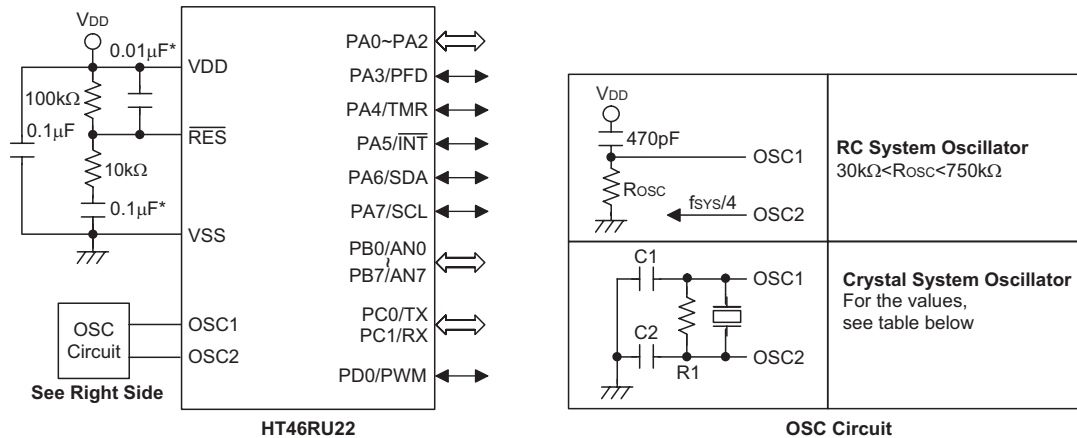 VDD
0.01μF*
VDD
100kΩ
0.1μF
RES
10kΩ
0.1μF*
VSS
OSC
Circuit
OSC1
OSC2
See Right Side
PA0~PA2
PA3/PFD
PA4/TMR
PA5/INT
PA6/SDA
PA7/SCL
PB0/AN0
~
PB7/AN7
PC0/TX
PC1/RX
PD0/PWM
HT46RU22
VDD
470pF
OSC1
ROSC
fSYS/4
OSC2
RC System Oscillator
30kΩ<ROSC<750kΩ
C1
OSC1
C2
R1
OSC2
Crystal System Oscillator
For the values,
see table below
OSC Circuit